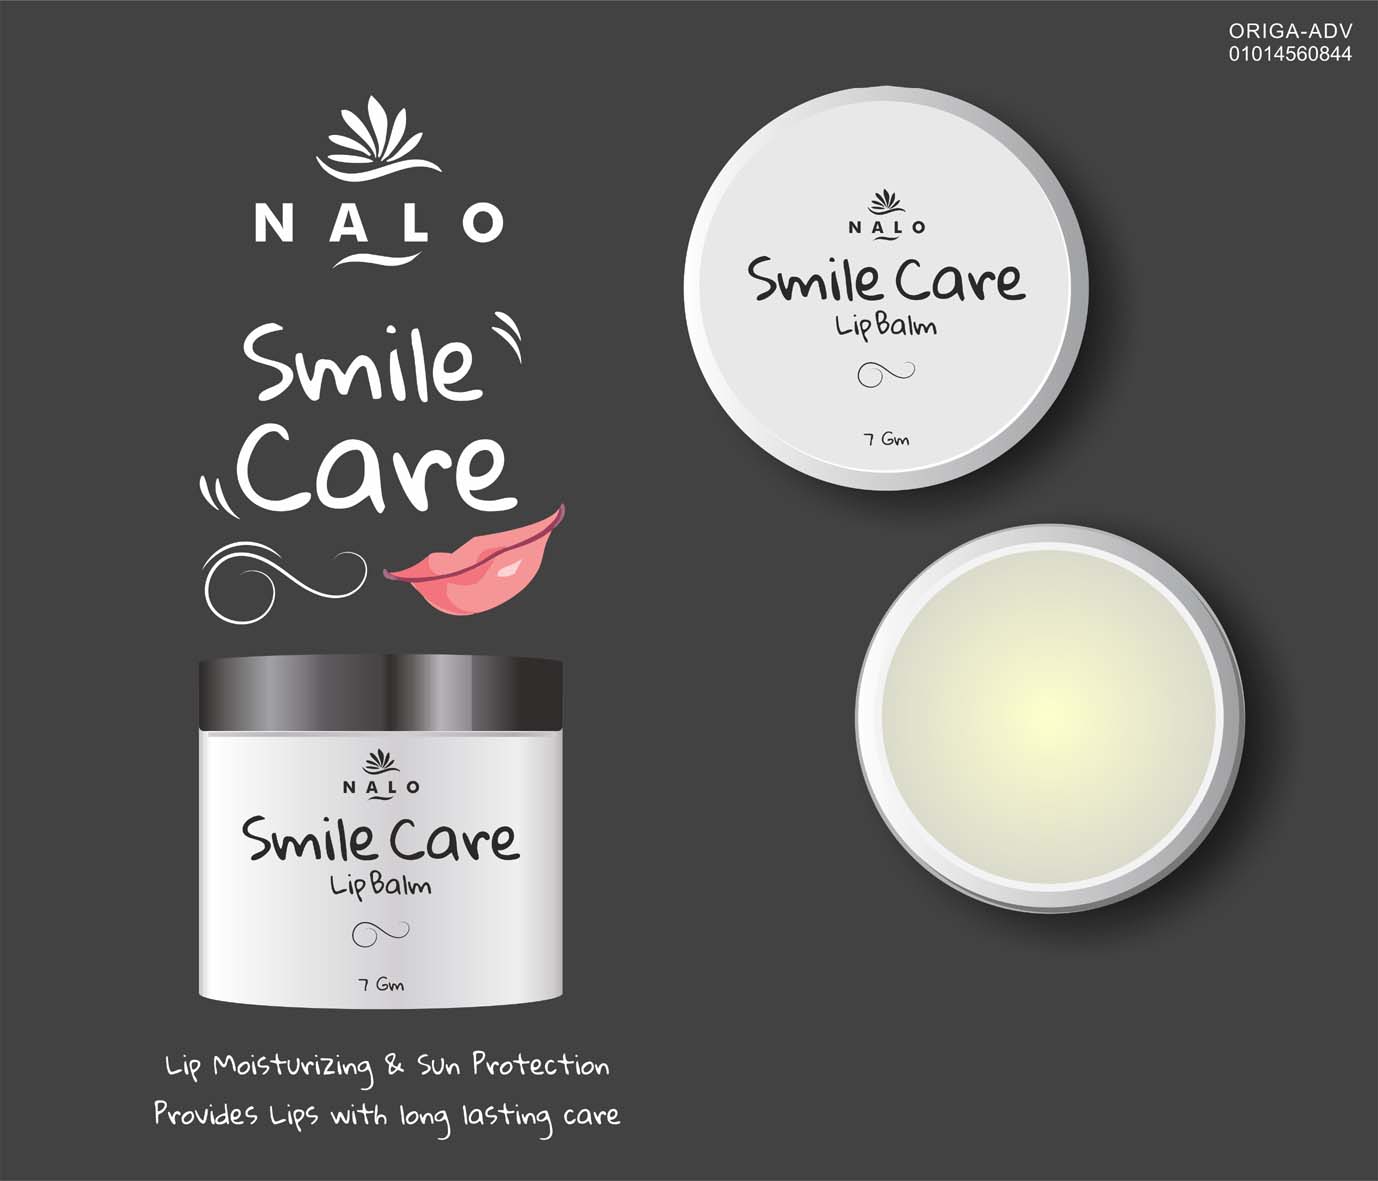 ORIGA-ADV
01014560844
NALO
Smile
Care
NALO
Smile Care
Lip Balm
7 Gm
NALO
Smile Care
Lip Balm
7 Gm
Lip Moisturizing & Sun Protection
Provides Lips with long lasting care